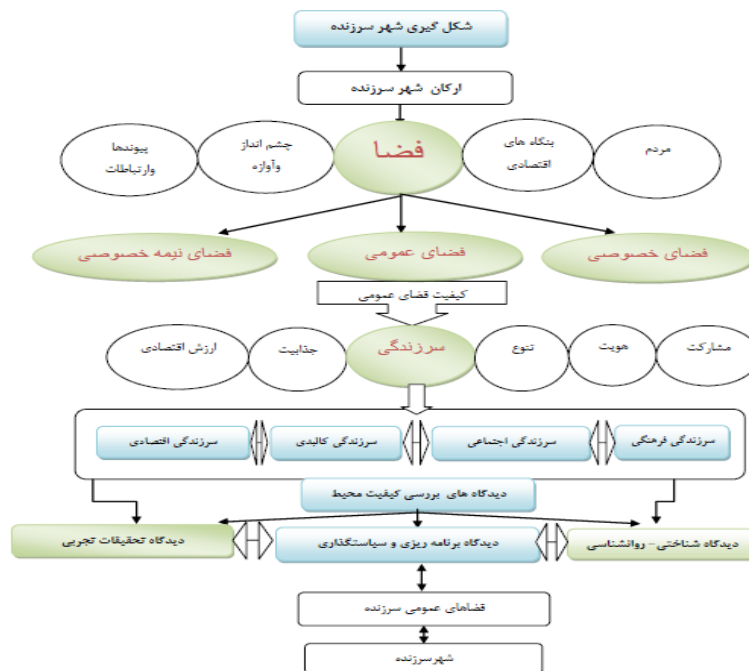 شکل گیری شهر سرزنده
ارکان شهر سرزنده
مردم
بنگاه های
اقتصادی
فضا
چشم انداز
وآوازه
پیوندها
وارتباطات
فضای خصوصی
فضای عمومی
فضای نیمه خصوصی
کیفیت فضای عمومی
مشارکت
هویت
تنوع
سرزندگی
جذابیت
ارزش اقتصادی
سرزندگی فرهنگی
سرزندگی اجتماعی
سرزندگی کالبدی
سرزندگی اقتصادی
دیدگاه های بررسی کیفیت محیط
دیدگاه شناختی- روانشناسی
دیدگاه برنامه ریزی و سیاستگذاری
دیدگاه تحقیقات تجربی
فضاهای عمومی سرزنده
شهرسرزنده